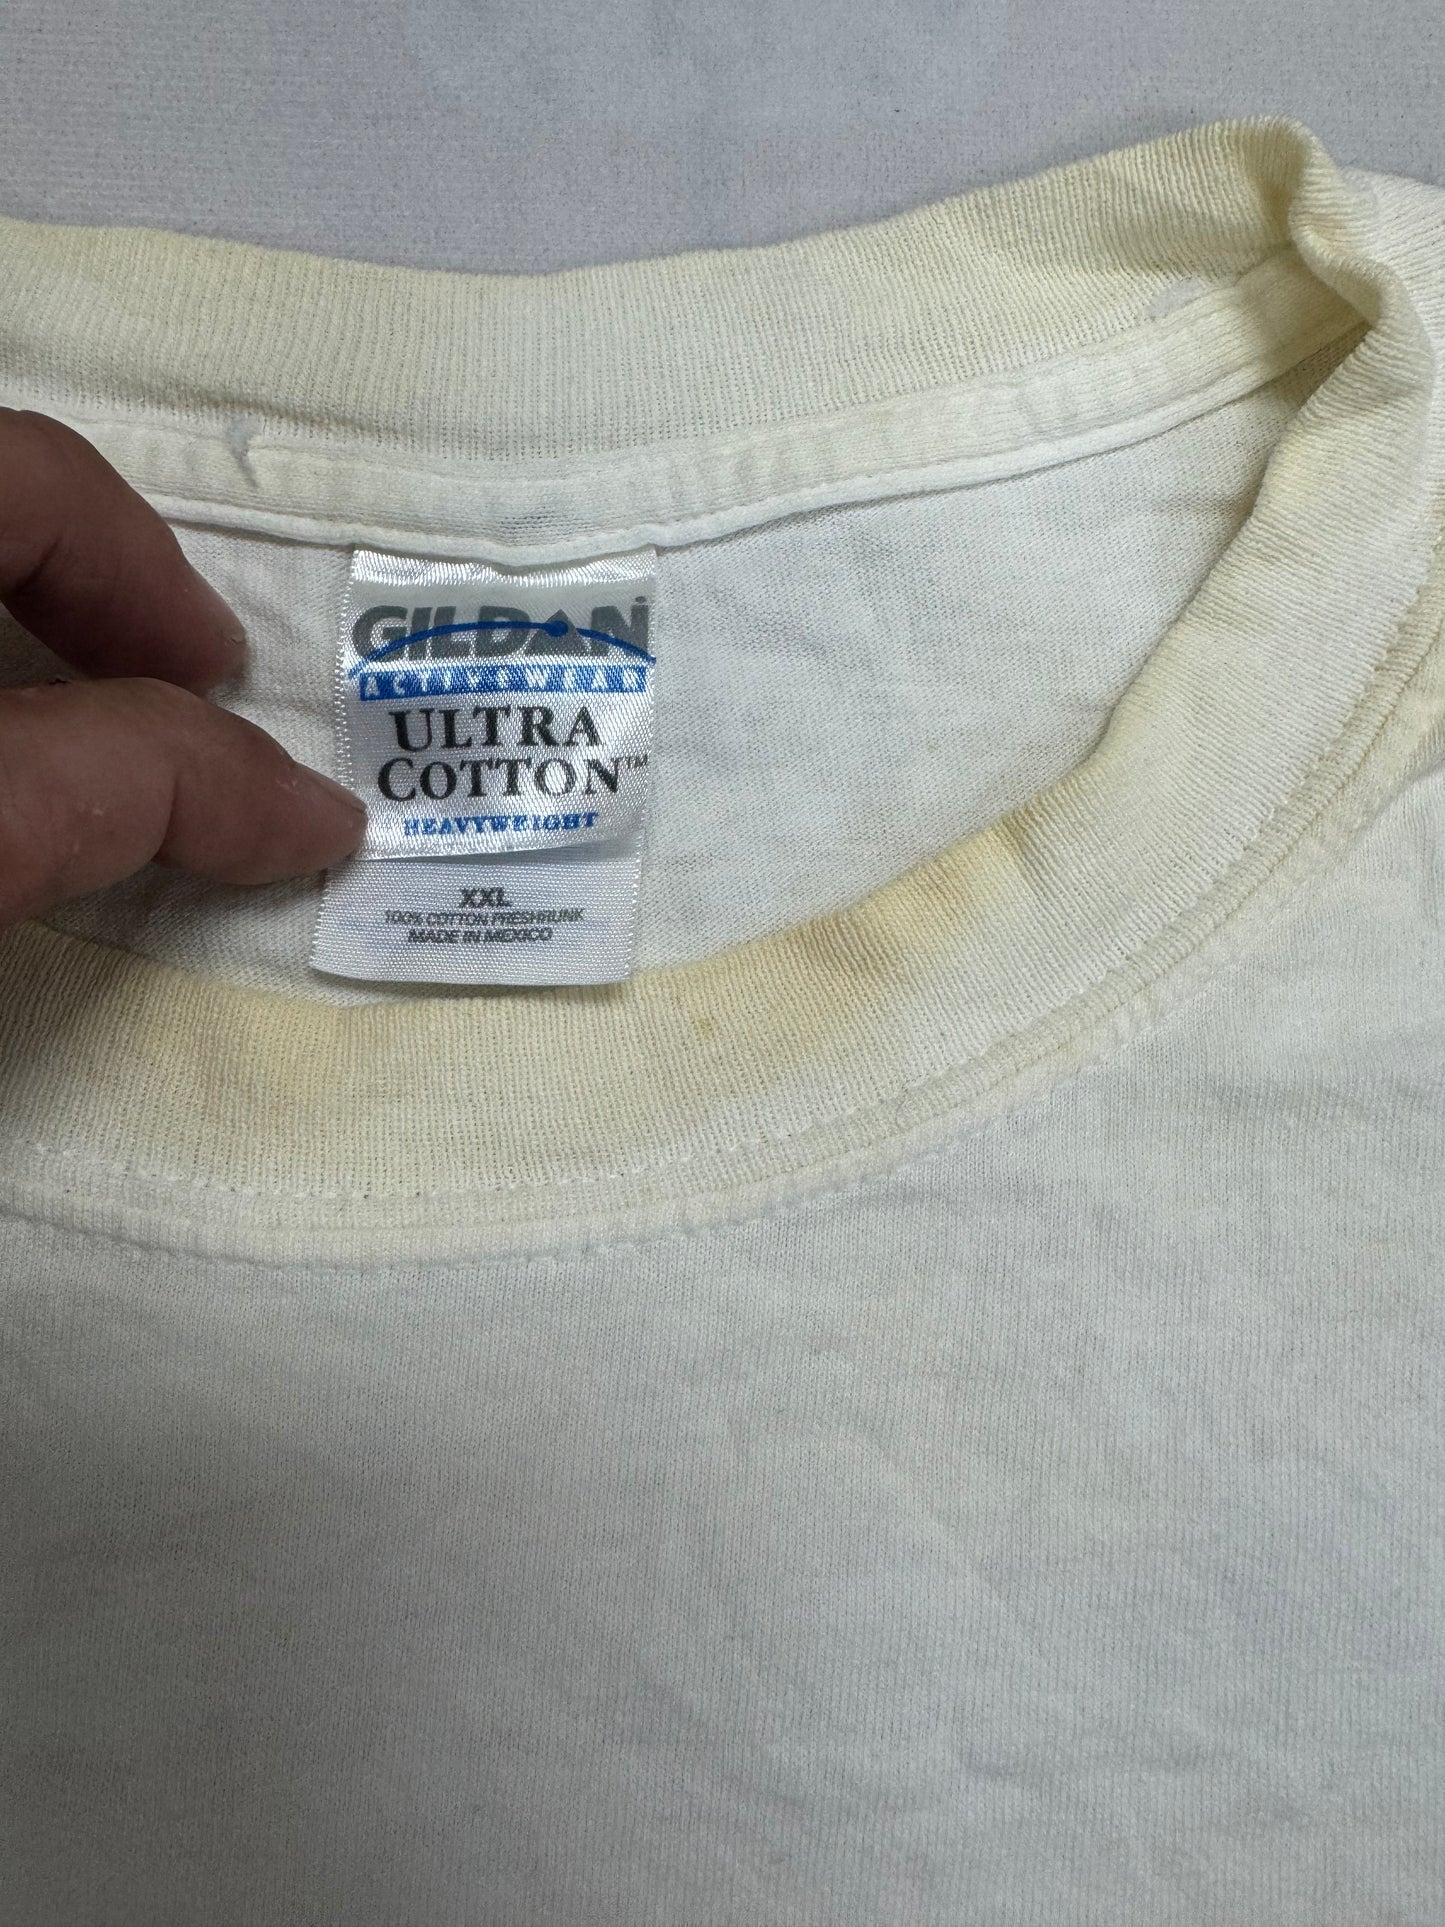 GILDAN
ACTIVEWEAR
ULTRA
COTTON™
HEAVYWEIGHT
XXL
100% COTTON PRESHRUNK
MADE IN MEXICO